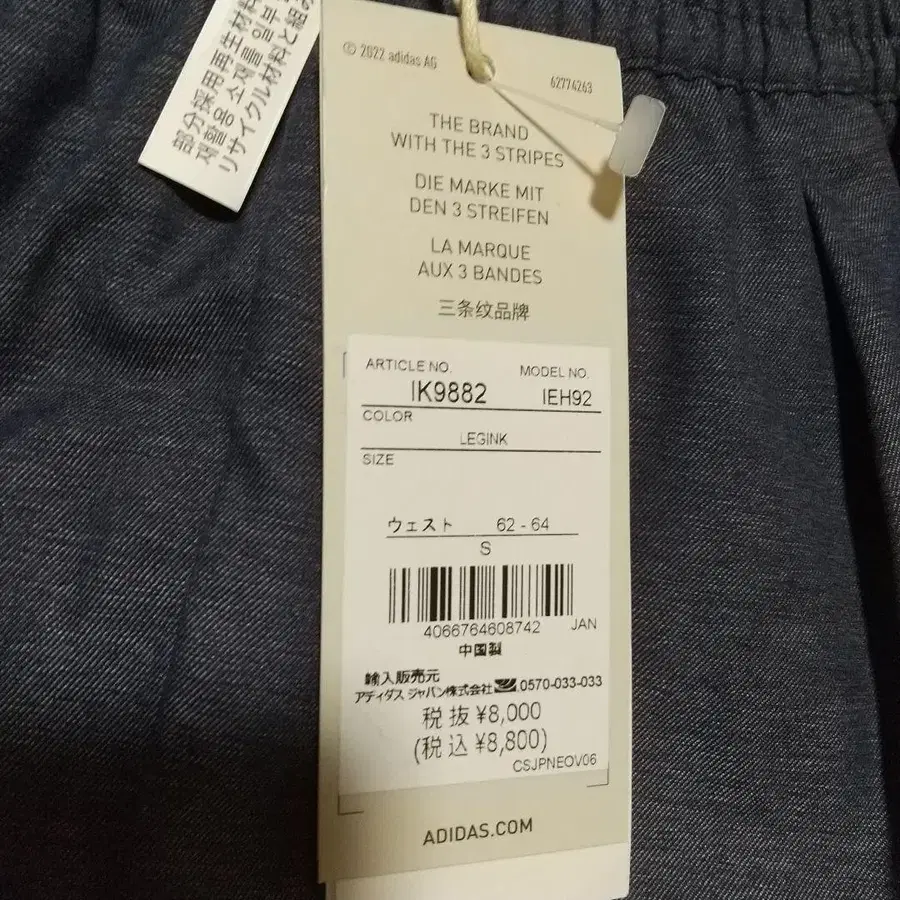 部分採用再生材料
재활용 소재를 일부
リサイクル材料と組み
© 2022 adidas AG
62774263
THE BRAND
WITH THE 3 STRIPES
DIE MARKE MIT
DEN 3 STREIFEN
LA MARQUE
AUX 3 BANDES
三条纹品牌
ARTICLE NO. MODEL NO.
IK9882 IEH92
COLOR
LEGINK
SIZE
ウェスト 62 - 64
S
4066764608742 JAN
中国製
輸入販売元
アディダス ジャパン株式会社 0570-033-033
税抜 ¥8,000
(税込 ¥8,800)
CSJPNEOV06
ADIDAS.COM